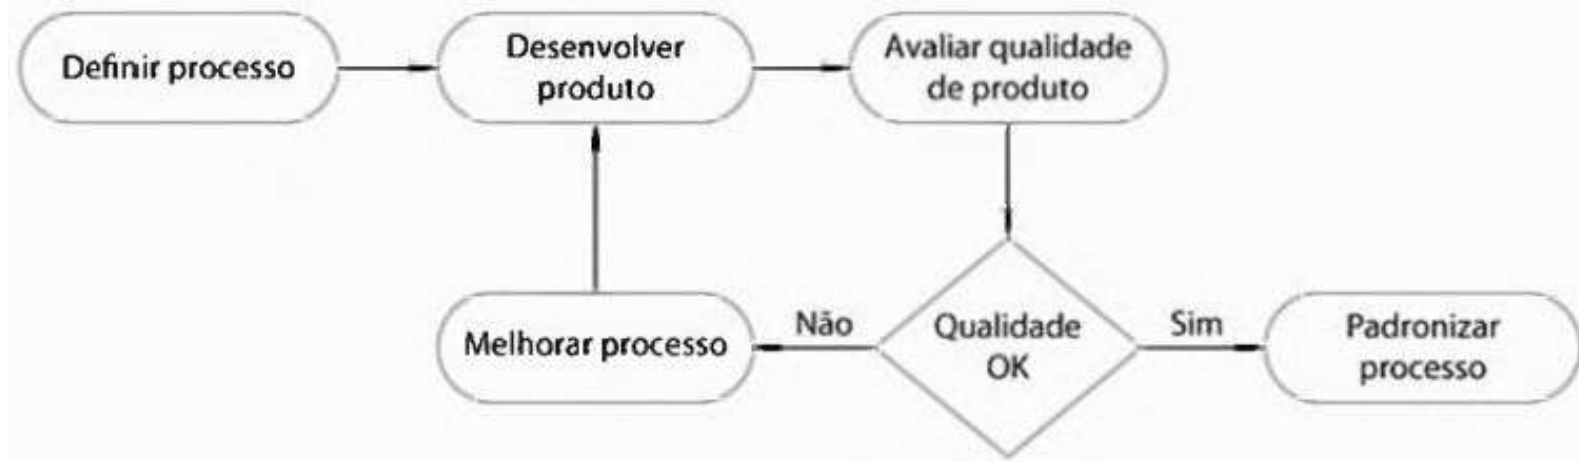 Definir processo
Desenvolver
produto
Avaliar qualidade
de produto
Melhorar processo
Não
Qualidade
OK
Sim
Padronizar
processo